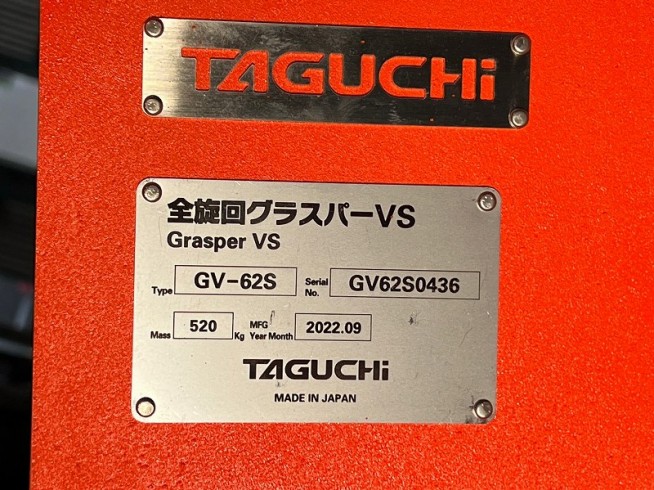 TAGUCHi
全旋回グラスパーVS
Grasper VS
Type GV-62S Serial No. GV62S0436
Mass 520 Kg MFG Year Month 2022.09
TAGUCHi
MADE IN JAPAN